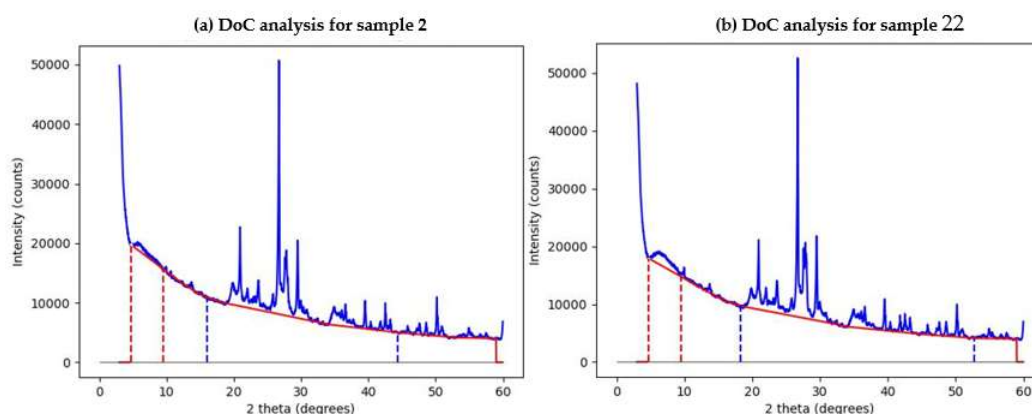 (a) DoC analysis for sample 2
50000
40000
30000
20000
10000
0
Intensity (counts)
0 10 20 30 40 50 60
2 theta (degrees)
(b) DoC analysis for sample 22
50000
40000
30000
20000
10000
0
Intensity (counts)
0 10 20 30 40 50 60
2 theta (degrees)